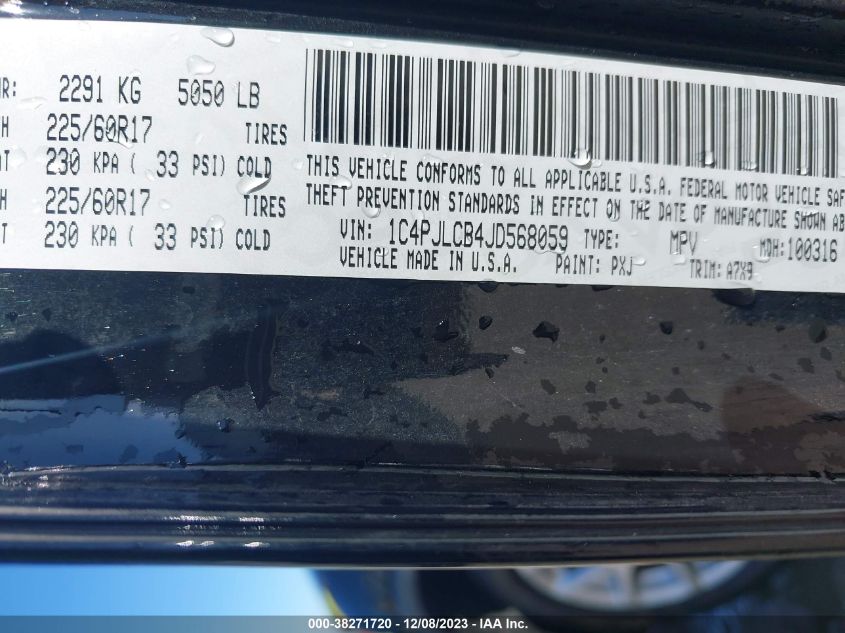 R: 2291 KG 5050 LB
H 225/60R17 TIRES
AT 230 KPA ( 33 PSI) COLD
H 225/60R17 TIRES
AT 230 KPA ( 33 PSI) COLD
THIS VEHICLE CONFORMS TO ALL APPLICABLE U.S.A. FEDERAL MOTOR VEHICLE SAF
THEFT PREVENTION STANDARDS IN EFFECT ON THE DATE OF MANUFACTURE SHOWN AB
VIN: 1C4PJLCB4JD568059 TYPE: MPV MDH:100316
VEHICLE MADE IN U.S.A. PAINT: PXJ TRIM: A7X9
000-38271720 - 12/08/2023 - IAA Inc.